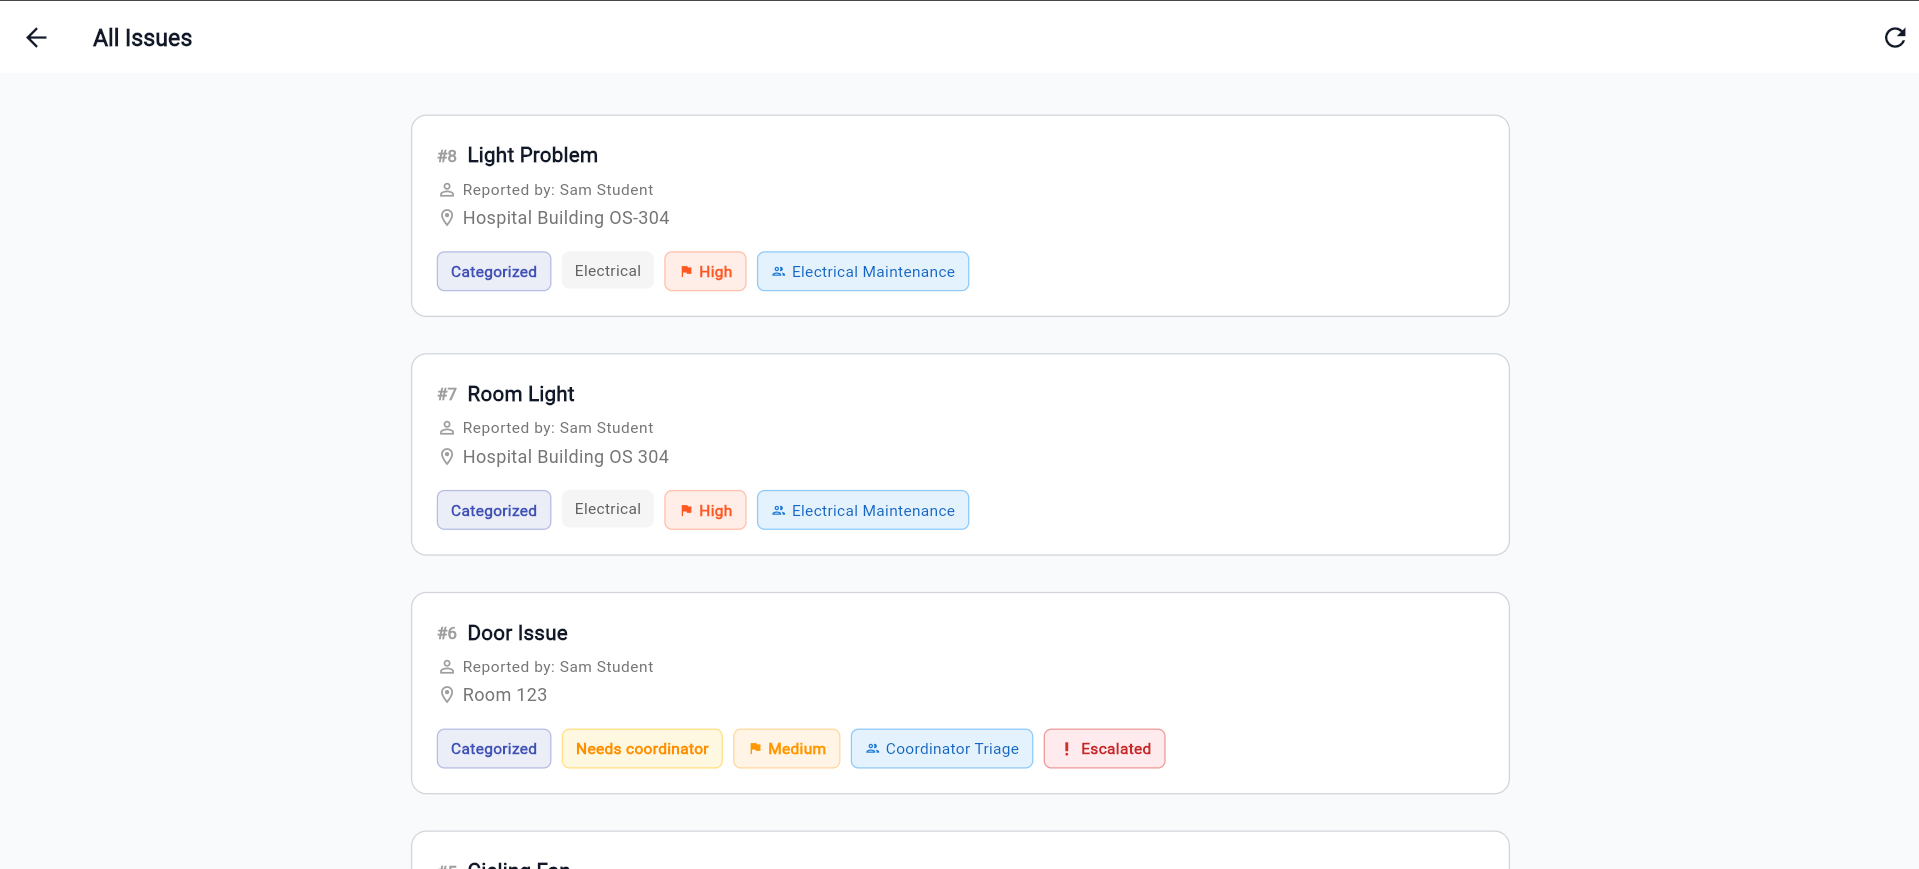 All Issues
#8 Light Problem
Reported by: Sam Student
Hospital Building OS-304
Categorized Electrical High Electrical Maintenance
#7 Room Light
Reported by: Sam Student
Hospital Building OS 304
Categorized Electrical High Electrical Maintenance
#6 Door Issue
Reported by: Sam Student
Room 123
Categorized Needs coordinator Medium Coordinator Triage Escalated